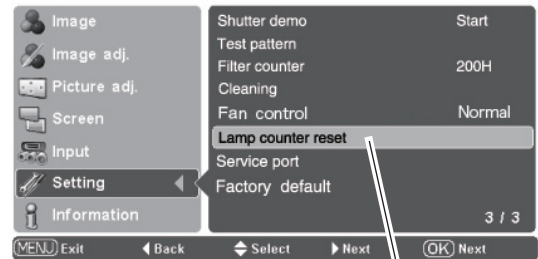 Image
Image adj.
Picture adj.
Screen
Input
Setting
Information
Shutter demo Start
Test pattern
Filter counter 200H
Cleaning
Fan control Normal
Lamp counter reset
Service port
Factory default
3 / 3
MENU Exit Back Select Next OK Next